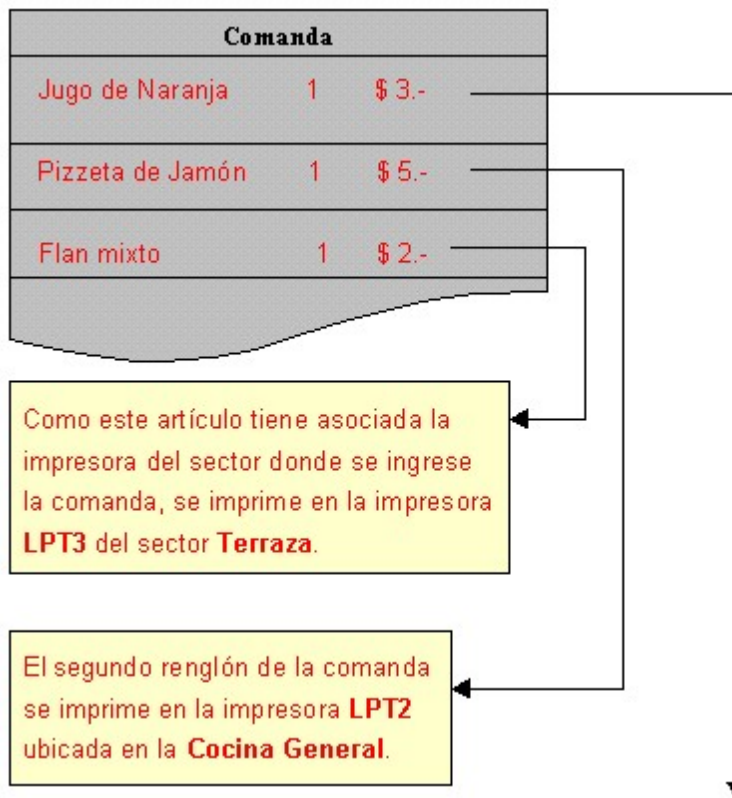 Comanda
Jugo de Naranja 1 $ 3.-
Pizzeta de Jamón 1 $ 5.-
Flan mixto 1 $ 2.-
Como este artículo tiene asociada la
impresora del sector donde se ingrese
la comanda, se imprime en la impresora
LPT3 del sector Terraza.
El segundo renglón de la comanda
se imprime en la impresora LPT2
ubicada en la Cocina General.